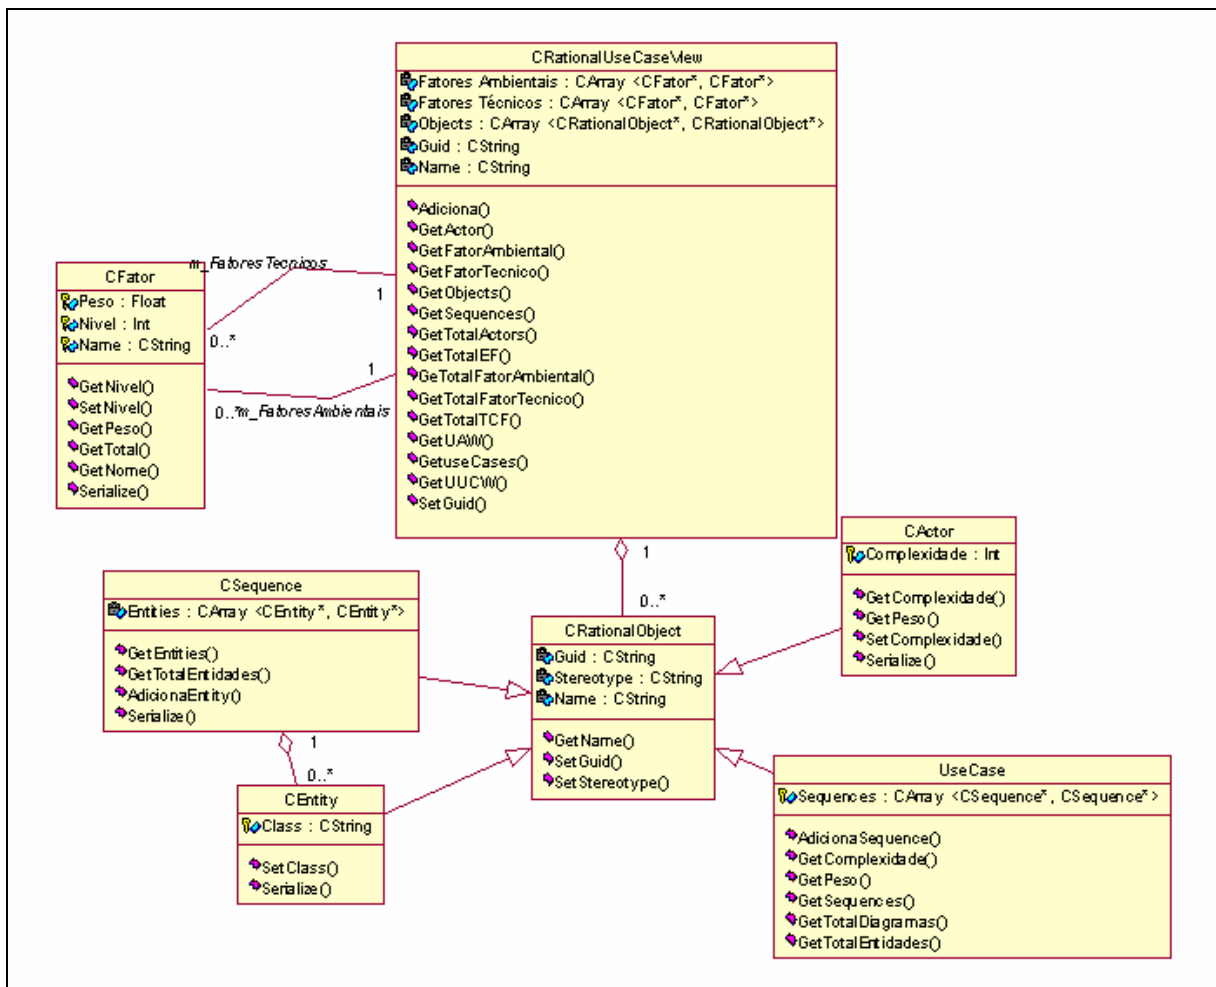 CRationalUseCaseView
Fatores Ambientais : CArray <CFator*, CFator*>
Fatores Técnicos : CArray <CFator*, CFator*>
Objects : CArray <CRationalObject*, CRationalObject*>
Guid : CString
Name : CString
Adiciona()
GetActor()
GetFatorAmbiental()
GetFatorTecnico()
GetObjects()
GetSequences()
GetTotalActors()
GetTotalEF()
GeTotalFatorAmbiental()
GetTotalFatorTecnico()
GetTotalTCF()
GetUAW()
GetuseCases()
GetUUCW()
SetGuid()
m_FatoresTecnicos
1
0..*
CFator
Peso : Float
Nivel : Int
Name : CString
GetNivel()
SetNivel()
GetPeso()
GetTotal()
GetNome()
Serialize()
1
0..*
m_FatoresAmbientais
1
0..*
CActor
Complexidade : Int
GetComplexidade()
GetPeso()
SetComplexidade()
Serialize()
CSequence
Entities : CArray <CEntity*, CEntity*>
GetEntities()
GetTotalEntidades()
AdicionaEntity()
Serialize()
CRationalObject
Guid : CString
Stereotype : CString
Name : CString
GetName()
SetGuid()
SetStereotype()
1
0..*
CEntity
Class : CString
SetClass()
Serialize()
UseCase
Sequences : CArray <CSequence*, CSequence*>
AdicionaSequence()
GetComplexidade()
GetPeso()
GetSequences()
GetTotalDiagramas()
GetTotalEntidades()